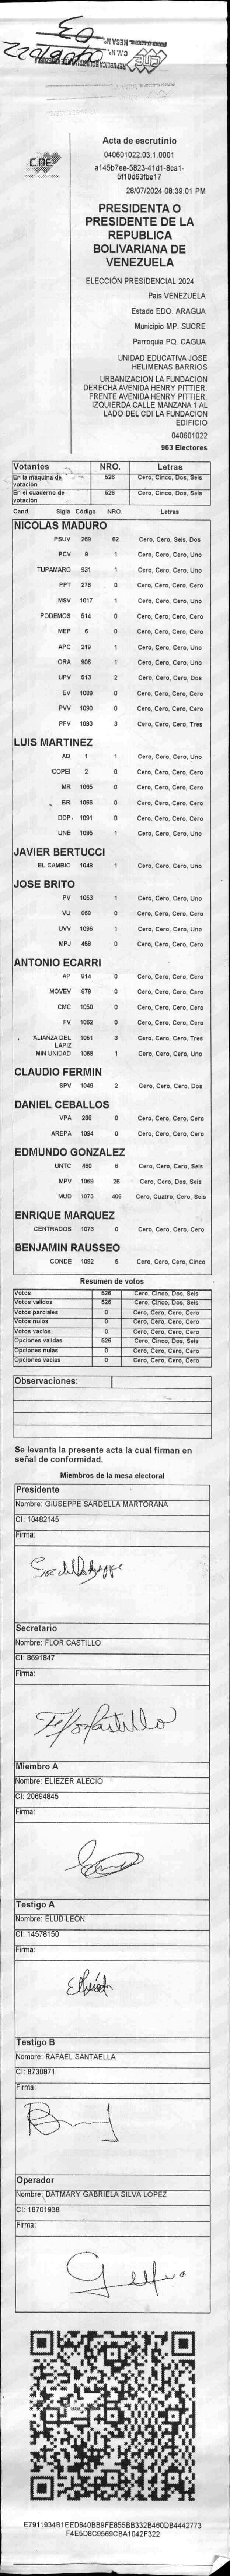 03
040601022
CNE
Acta de escrutinio
040601022.03.1.0001
a145b7ee-5823-41d1-8ca1-
5f10d63fbe17
28/07/2024 08:39:01 PM
PRESIDENTA O
PRESIDENTE DE LA
REPUBLICA
BOLIVARIANA DE
VENEZUELA
ELECCIÓN PRESIDENCIAL 2024
Pais VENEZUELA
Estado EDO. ARAGUA
Municipio MP. SUCRE
Parroquia PQ. CAGUA
UNIDAD EDUCATIVA JOSE
HELIMENAS BARRIOS
URBANIZACION LA FUNDACION
DERECHA AVENIDA HENRY PITTIER.
FRENTE AVENIDA HENRY PITTIER.
IZQUIERDA CALLE MANZANA 1 AL
LADO DEL CDI LA FUNDACION
EDIFICIO
040601022
963 Electores
Votantes NRO. Letras
En la máquina de votación 526 Cero, Cinco, Dos, Seis
En el cuaderno de votación 526 Cero, Cinco, Dos, Seis
Cand. Sigla Código NRO. Letras
NICOLAS MADURO
PSUV 268 62 Cero, Cero, Seis, Dos
PCV 9 1 Cero, Cero, Cero, Uno
TUPAMARO 931 1 Cero, Cero, Cero, Uno
PPT 276 0 Cero, Cero, Cero, Cero
MSV 1017 1 Cero, Cero, Cero, Uno
PODEMOS 514 0 Cero, Cero, Cero, Cero
MEP 6 0 Cero, Cero, Cero, Cero
APC 219 1 Cero, Cero, Cero, Uno
ORA 908 1 Cero, Cero, Cero, Uno
UPV 513 2 Cero, Cero, Cero, Dos
EV 1089 0 Cero, Cero, Cero, Cero
PVV 1090 0 Cero, Cero, Cero, Cero
PFV 1093 3 Cero, Cero, Cero, Tres
LUIS MARTINEZ
AD 1 1 Cero, Cero, Cero, Uno
COPEI 2 0 Cero, Cero, Cero, Cero
MR 1065 0 Cero, Cero, Cero, Cero
BR 1066 0 Cero, Cero, Cero, Cero
DDP 1091 0 Cero, Cero, Cero, Cero
UNE 1095 1 Cero, Cero, Cero, Uno
JAVIER BERTUCCI
EL CAMBIO 1048 1 Cero, Cero, Cero, Uno
JOSE BRITO
PV 1053 1 Cero, Cero, Cero, Uno
VU 868 0 Cero, Cero, Cero, Cero
UVV 1096 1 Cero, Cero, Cero, Uno
MPJ 458 0 Cero, Cero, Cero, Cero
ANTONIO ECARRI
AP 814 0 Cero, Cero, Cero, Cero
MOVEV 879 0 Cero, Cero, Cero, Cero
CMC 1050 0 Cero, Cero, Cero, Cero
FV 1062 0 Cero, Cero, Cero, Cero
ALIANZA DEL LAPIZ 1051 3 Cero, Cero, Cero, Tres
MIN UNIDAD 1068 1 Cero, Cero, Cero, Uno
CLAUDIO FERMIN
SPV 1049 2 Cero, Cero, Cero, Dos
DANIEL CEBALLOS
VPA 236 0 Cero, Cero, Cero, Cero
AREPA 1094 0 Cero, Cero, Cero, Cero
EDMUNDO GONZALEZ
UNTC 460 6 Cero, Cero, Cero, Seis
MPV 1069 26 Cero, Cero, Dos, Seis
MUD 1075 406 Cero, Cuatro, Cero, Seis
ENRIQUE MARQUEZ
CENTRADOS 1073 0 Cero, Cero, Cero, Cero
BENJAMIN RAUSSEO
CONDE 1092 5 Cero, Cero, Cero, Cinco
Resumen de votos
Votos 526 Cero, Cinco, Dos, Seis
Votos validos 526 Cero, Cinco, Dos, Seis
Votos parciales 0 Cero, Cero, Cero, Cero
Votos nulos 0 Cero, Cero, Cero, Cero
Votos vacios 0 Cero, Cero, Cero, Cero
Opciones validas 526 Cero, Cinco, Dos, Seis
Opciones nulas 0 Cero, Cero, Cero, Cero
Opciones vacias 0 Cero, Cero, Cero, Cero
Observaciones:
Se levanta la presente acta la cual firman en
señal de conformidad.
Miembros de la mesa electoral
Presidente
Nombre: GIUSEPPE SARDELLA MARTORANA
CI: 10482145
Firma:
Secretario
Nombre: FLOR CASTILLO
CI: 8691847
Firma:
Miembro A
Nombre: ELIEZER ALECIO
CI: 20694845
Firma:
Testigo A
Nombre: ELUD LEON
CI: 14578150
Firma:
Testigo B
Nombre: RAFAEL SANTAELLA
CI: 8730871
Firma:
Operador
Nombre: DATMARY GABRIELA SILVA LOPEZ
CI: 18701938
Firma:
E7911934B1EED840BB9FE855BB332B460DB4442773
F4E5D8C9569CBA1042F322